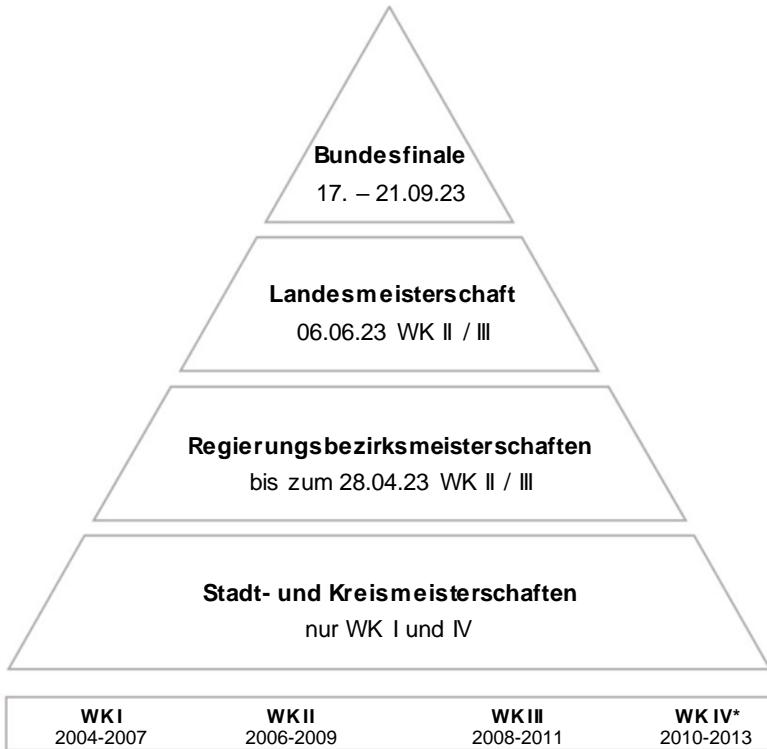 Bundesfinale
17. – 21.09.23
Landesmeisterschaft
06.06.23 WK II / III
Regierungsbezirksmeisterschaften
bis zum 28.04.23 WK II / III
Stadt- und Kreismeisterschaften
nur WK I und IV
WK I WK II WK III WK IV*
2004-2007 2006-2009 2008-2011 2010-2013